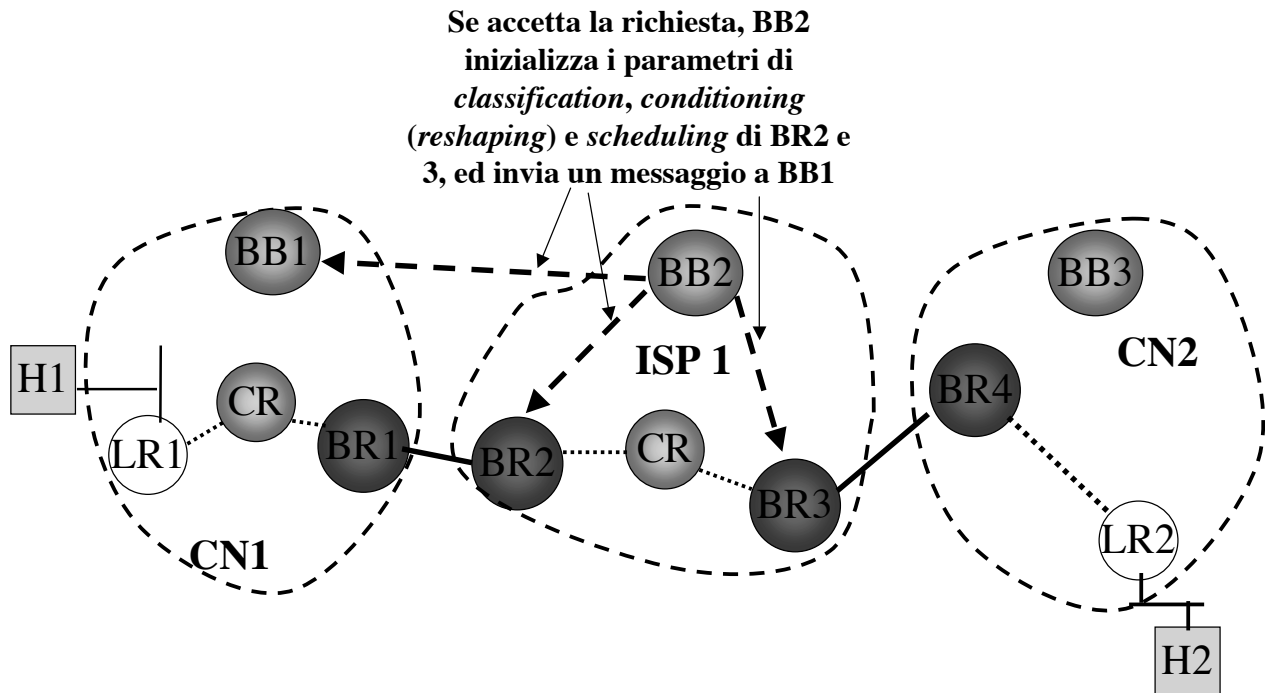 Se accetta la richiesta, BB2
inizializza i parametri di
classification, conditioning
(reshaping) e scheduling di BR2 e
3, ed invia un messaggio a BB1
BB1
BB2
BB3
ISP 1
CN2
H1
CR
BR4
LR1
BR1
BR2
CR
BR3
LR2
CN1
H2